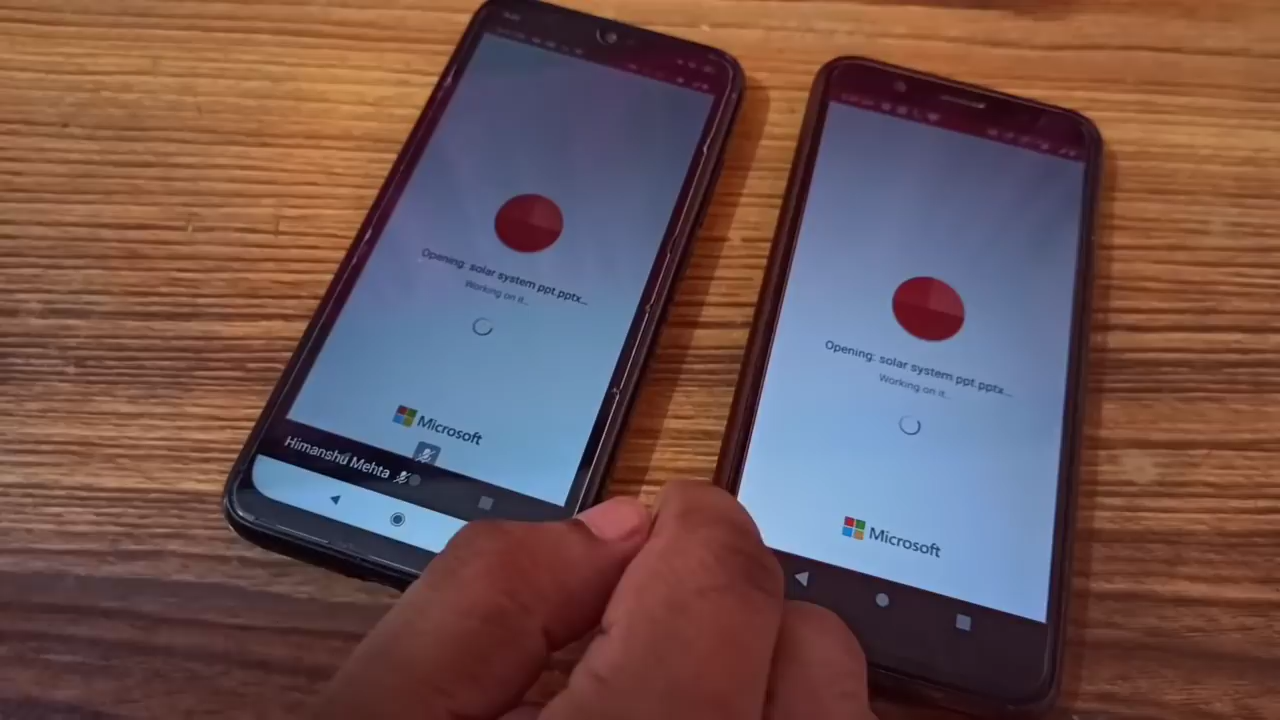 Opening: solar system ppt.pptx...
Working on it...
Microsoft
Himanshu Mehta
Opening: solar system ppt.pptx...
Working on it...
Microsoft